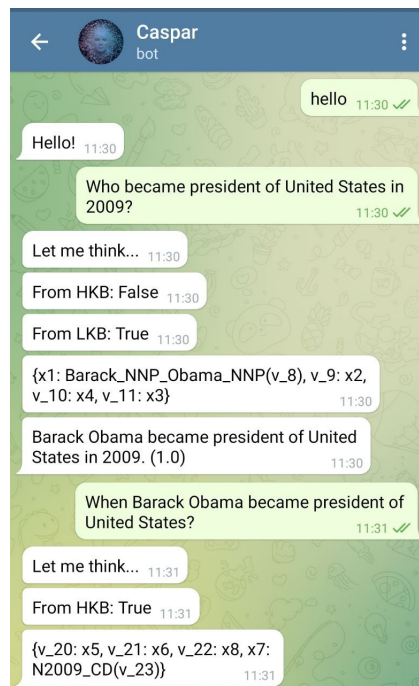 Caspar
bot
hello 11:30
Hello! 11:30
Who became president of United States in
2009?
11:30
Let me think... 11:30
From HKB: False 11:30
From LKB: True 11:30
{x1: Barack_NNP_Obama_NNP(v_8), v_9: x2,
v_10: x4, v_11: x3}
11:30
Barack Obama became president of United
States in 2009. (1.0)
11:30
When Barack Obama became president of
United States?
11:31
Let me think... 11:31
From HKB: True 11:31
{v_20: x5, v_21: x6, v_22: x8, x7:
N2009_CD(v_23)}
11:31